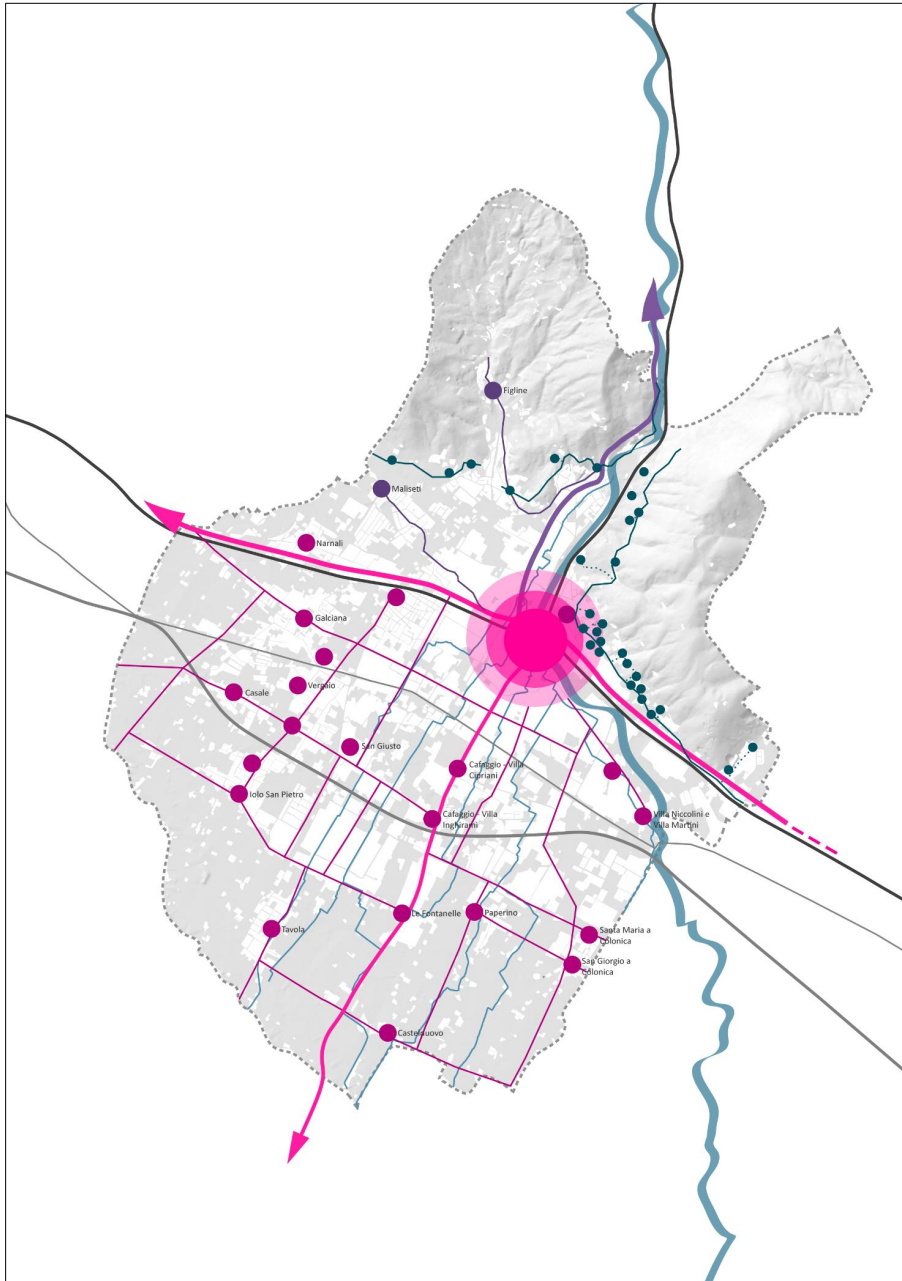 Figline
Maliseti
Narnali
Galciana
Vergaio
Casale
San Giusto
Cafaggio - Villa
Cipriani
Iolo San Pietro
Cafaggio - Villa
Inghirami
Villa Niccolini e
Villa Martini
Le Fontanelle
Paperino
Tavola
Santa Maria a
Colonica
San Giorgio a
Colonica
Castelnuovo